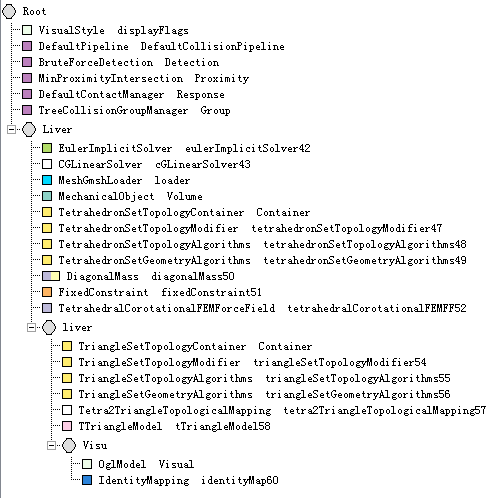 Root
VisualStyle displayFlags
DefaultPipeline DefaultCollisionPipeline
BruteForceDetection Detection
MinProximityIntersection Proximity
DefaultContactManager Response
TreeCollisionGroupManager Group
Liver
EulerImplicitSolver eulerImplicitSolver42
CGLinearSolver cGLinearSolver43
MeshGmshLoader loader
MechanicalObject Volume
TetrahedronSetTopologyContainer Container
TetrahedronSetTopologyModifier tetrahedronSetTopologyModifier47
TetrahedronSetTopologyAlgorithms tetrahedronSetTopologyAlgorithms48
TetrahedronSetGeometryAlgorithms tetrahedronSetGeometryAlgorithms49
DiagonalMass diagonalMass50
FixedConstraint fixedConstraint51
TetrahedralCorotationalFEMForceField tetrahedralCorotationalFEMFF52
liver
TriangleSetTopologyContainer Container
TriangleSetTopologyModifier triangleSetTopologyModifier54
TriangleSetTopologyAlgorithms triangleSetTopologyAlgorithms55
TriangleSetGeometryAlgorithms triangleSetGeometryAlgorithms56
Tetra2TriangleTopologicalMapping tetra2TriangleTopologicalMapping57
TTriangleModel tTriangleModel58
Visu
OglModel Visual
IdentityMapping identityMap60